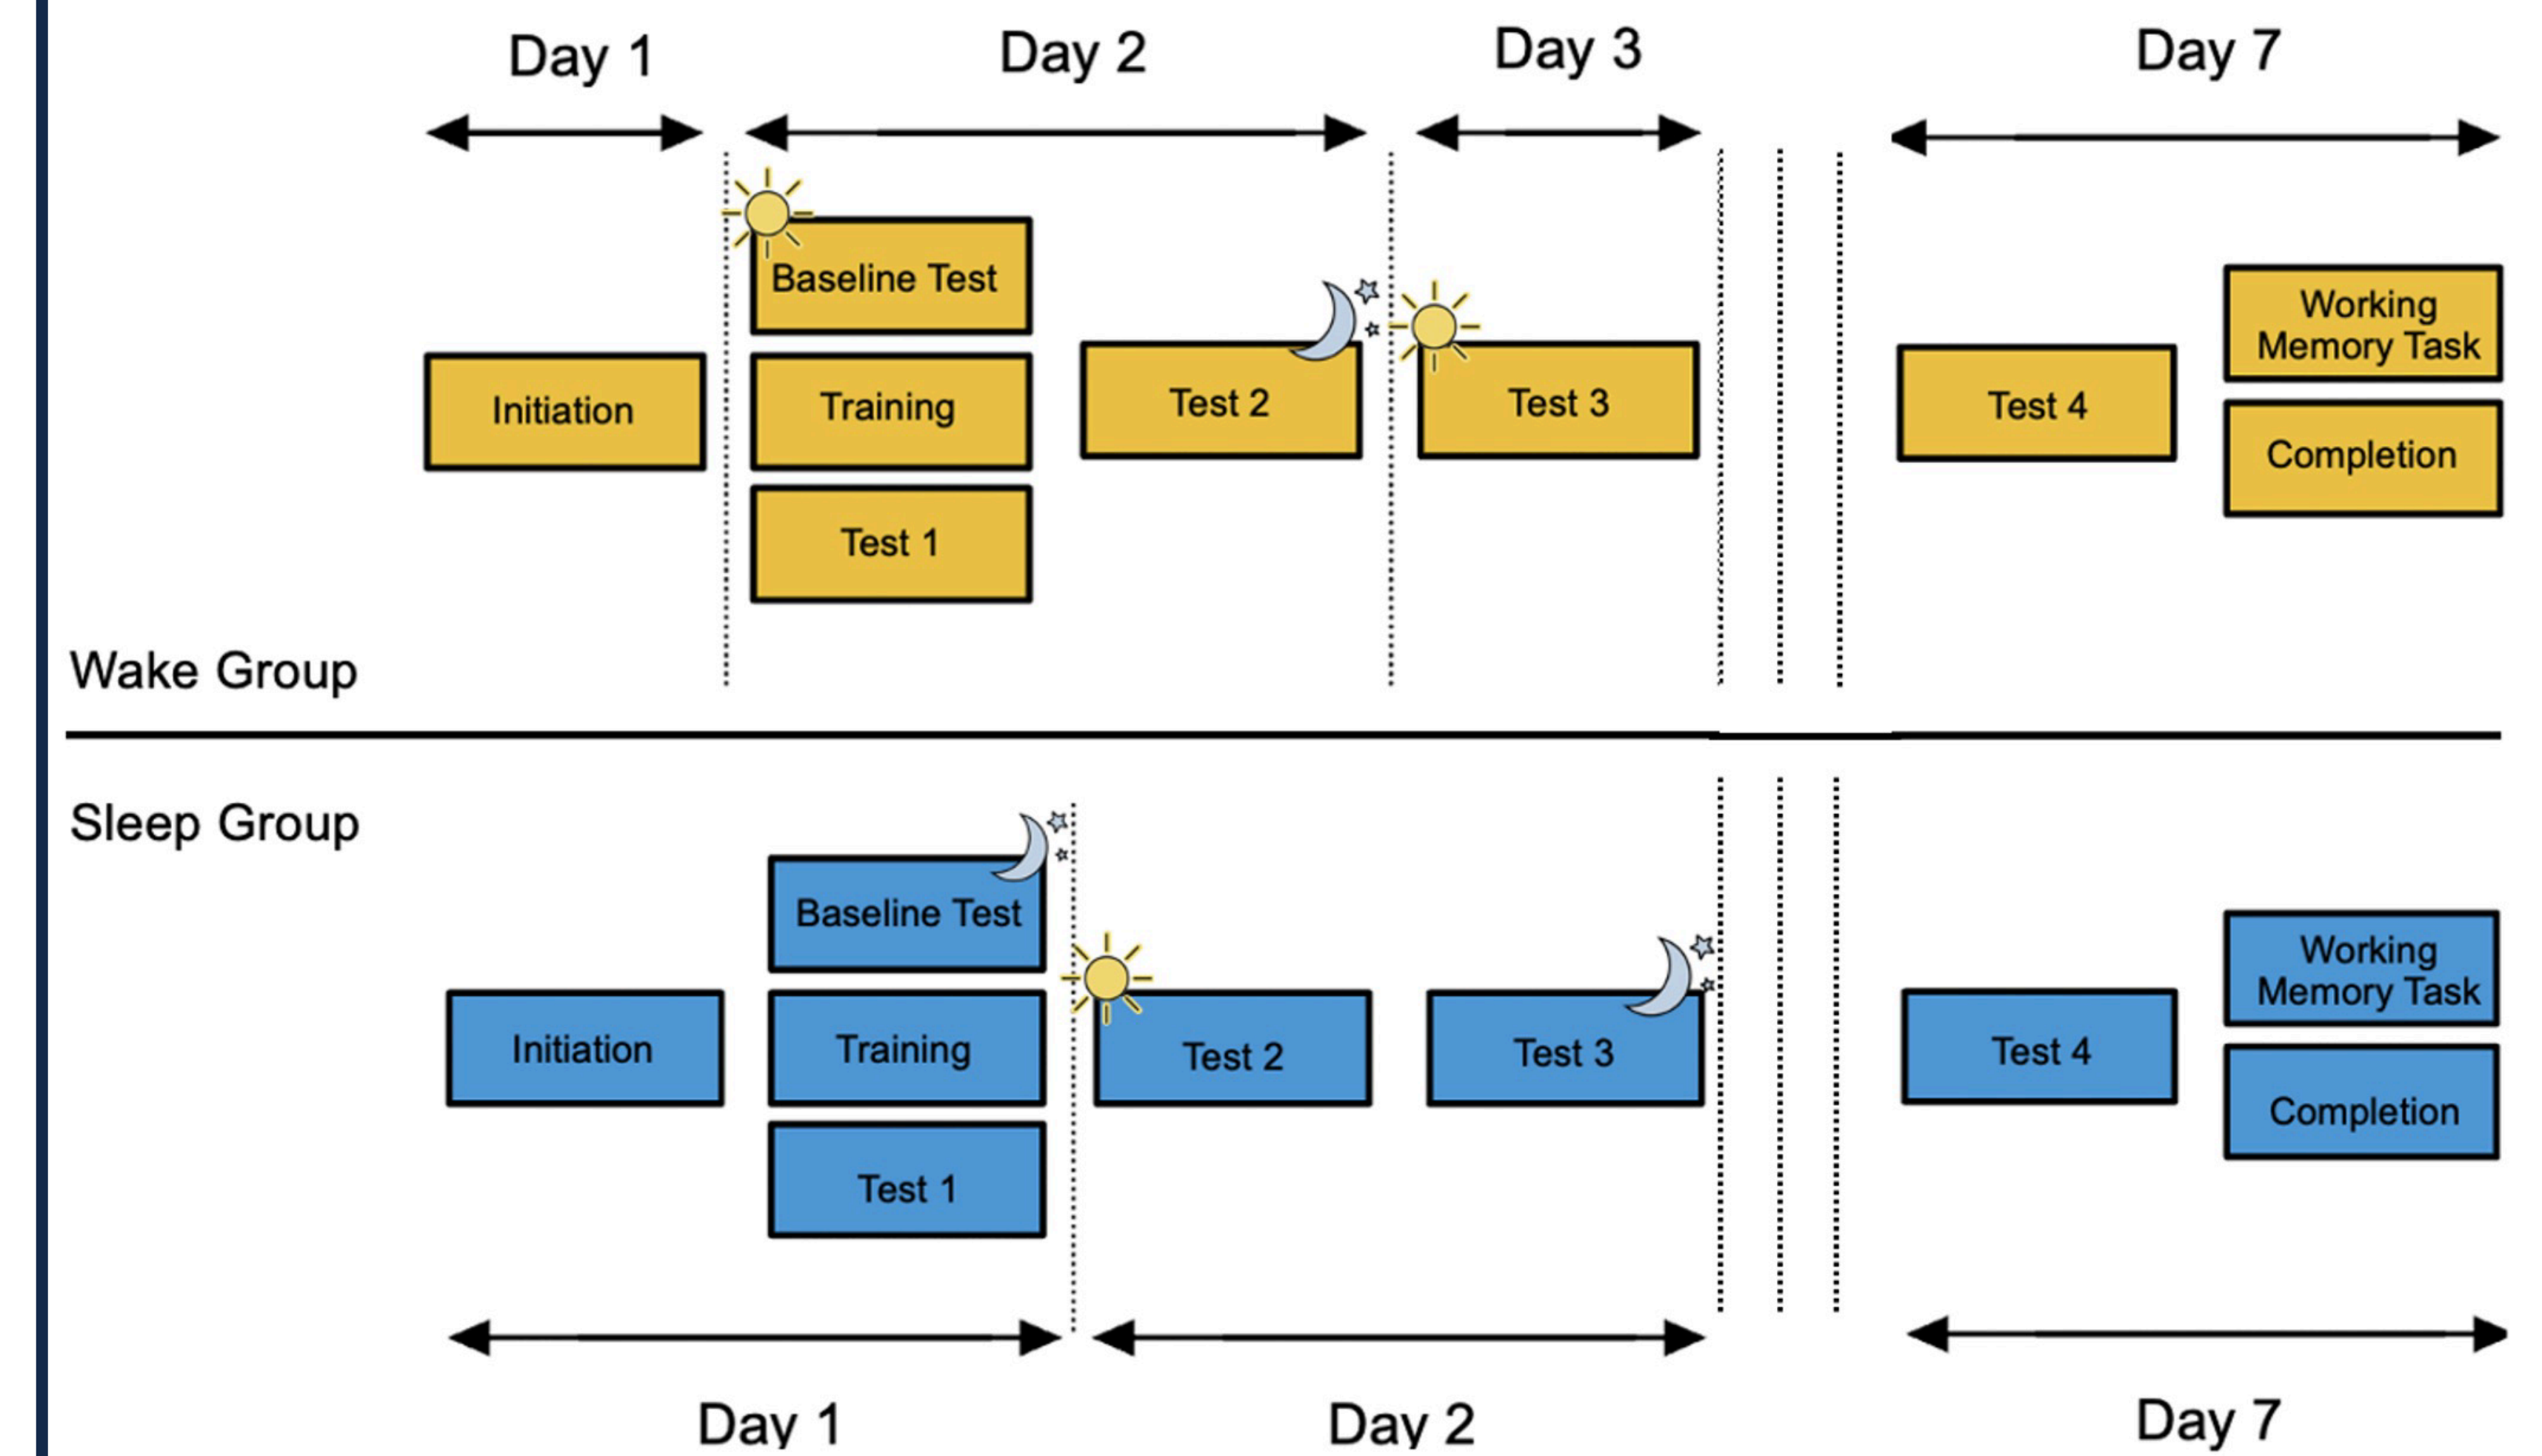 Day 1
Day 2
Day 3
Day 7
Baseline Test
Initiation
Training
Test 1
Test 2
Test 3
Test 4
Working
Memory Task
Completion
Wake Group
Sleep Group
Baseline Test
Initiation
Training
Test 1
Test 2
Test 3
Test 4
Working
Memory Task
Completion
Day 1
Day 2
Day 7